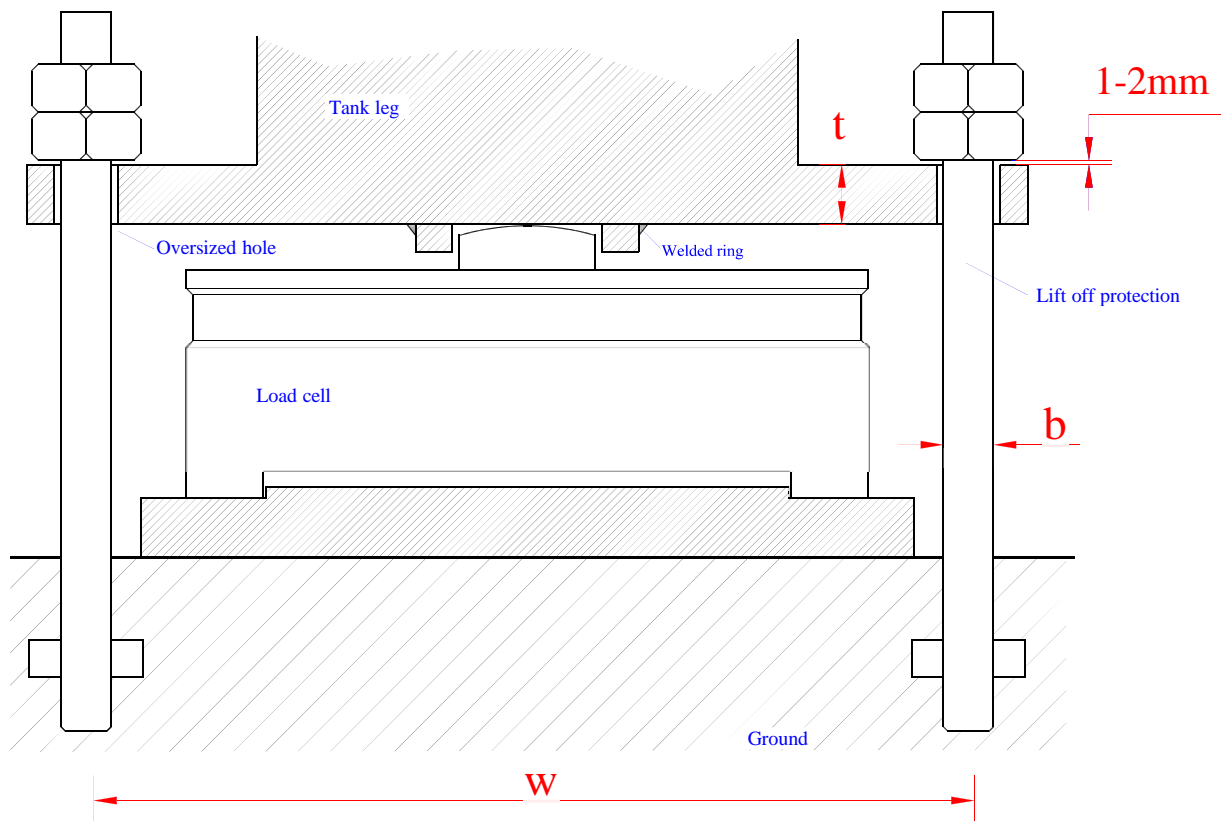 1-2mm
Tank leg
t
Oversized hole
Welded ring
Lift off protection
Load cell
b
Ground
w